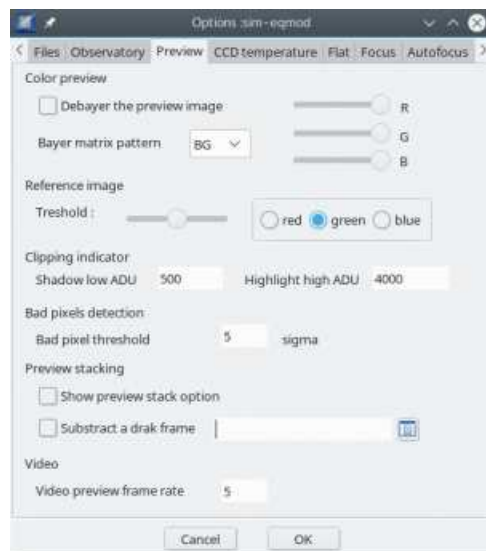 Options :sim-eqmod
Files Observatory Preview CCD temperature Flat Focus Autofocus
Color preview
Debayer the preview image
R
Bayer matrix pattern BG
G
B
Reference image
Treshold :
red green blue
Clipping indicator
Shadow low ADU 500 Highlight high ADU 4000
Bad pixels detection
Bad pixel threshold 5 sigma
Preview stacking
Show preview stack option
Substract a drak frame
Video
Video preview frame rate 5
Cancel OK